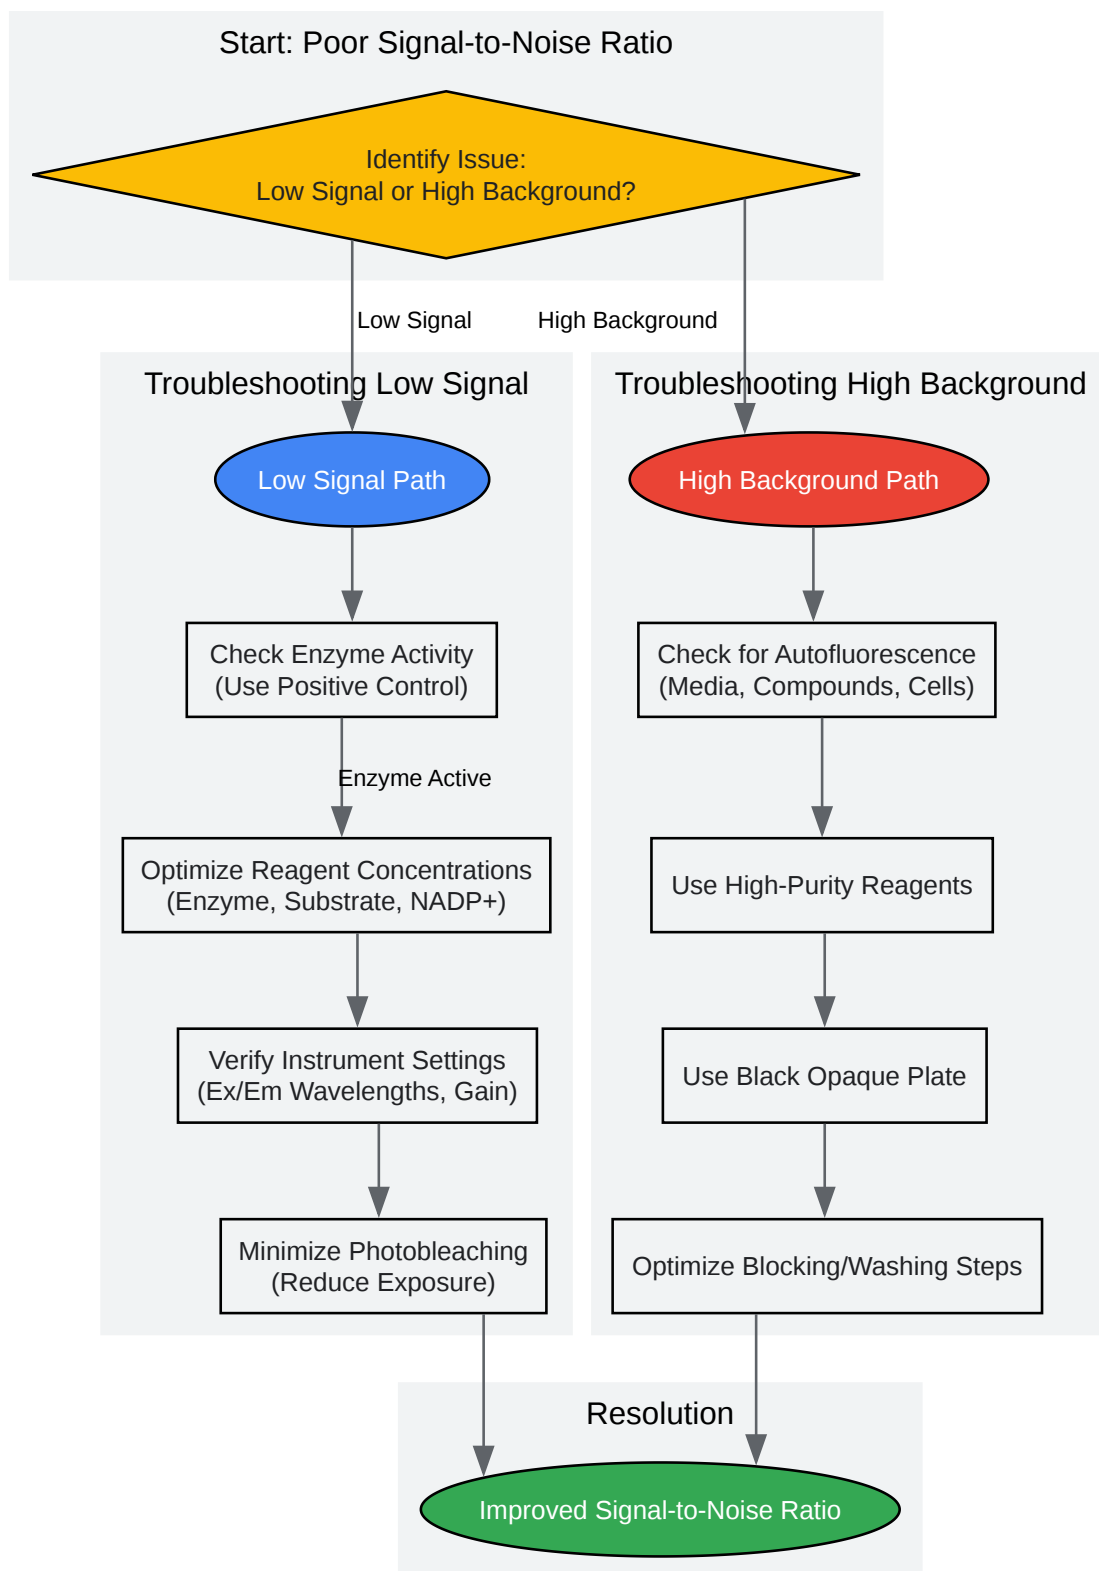 Start: Poor Signal-to-Noise Ratio
Identify Issue:
Low Signal or High Background?
Low Signal
High Background
Troubleshooting Low Signal
Low Signal Path
Check Enzyme Activity
(Use Positive Control)
Enzyme Active
Optimize Reagent Concentrations
(Enzyme, Substrate, NADP+)
Verify Instrument Settings
(Ex/Em Wavelengths, Gain)
Minimize Photobleaching
(Reduce Exposure)
Troubleshooting High Background
High Background Path
Check for Autofluorescence
(Media, Compounds, Cells)
Use High-Purity Reagents
Use Black Opaque Plate
Optimize Blocking/Washing Steps
Resolution
Improved Signal-to-Noise Ratio